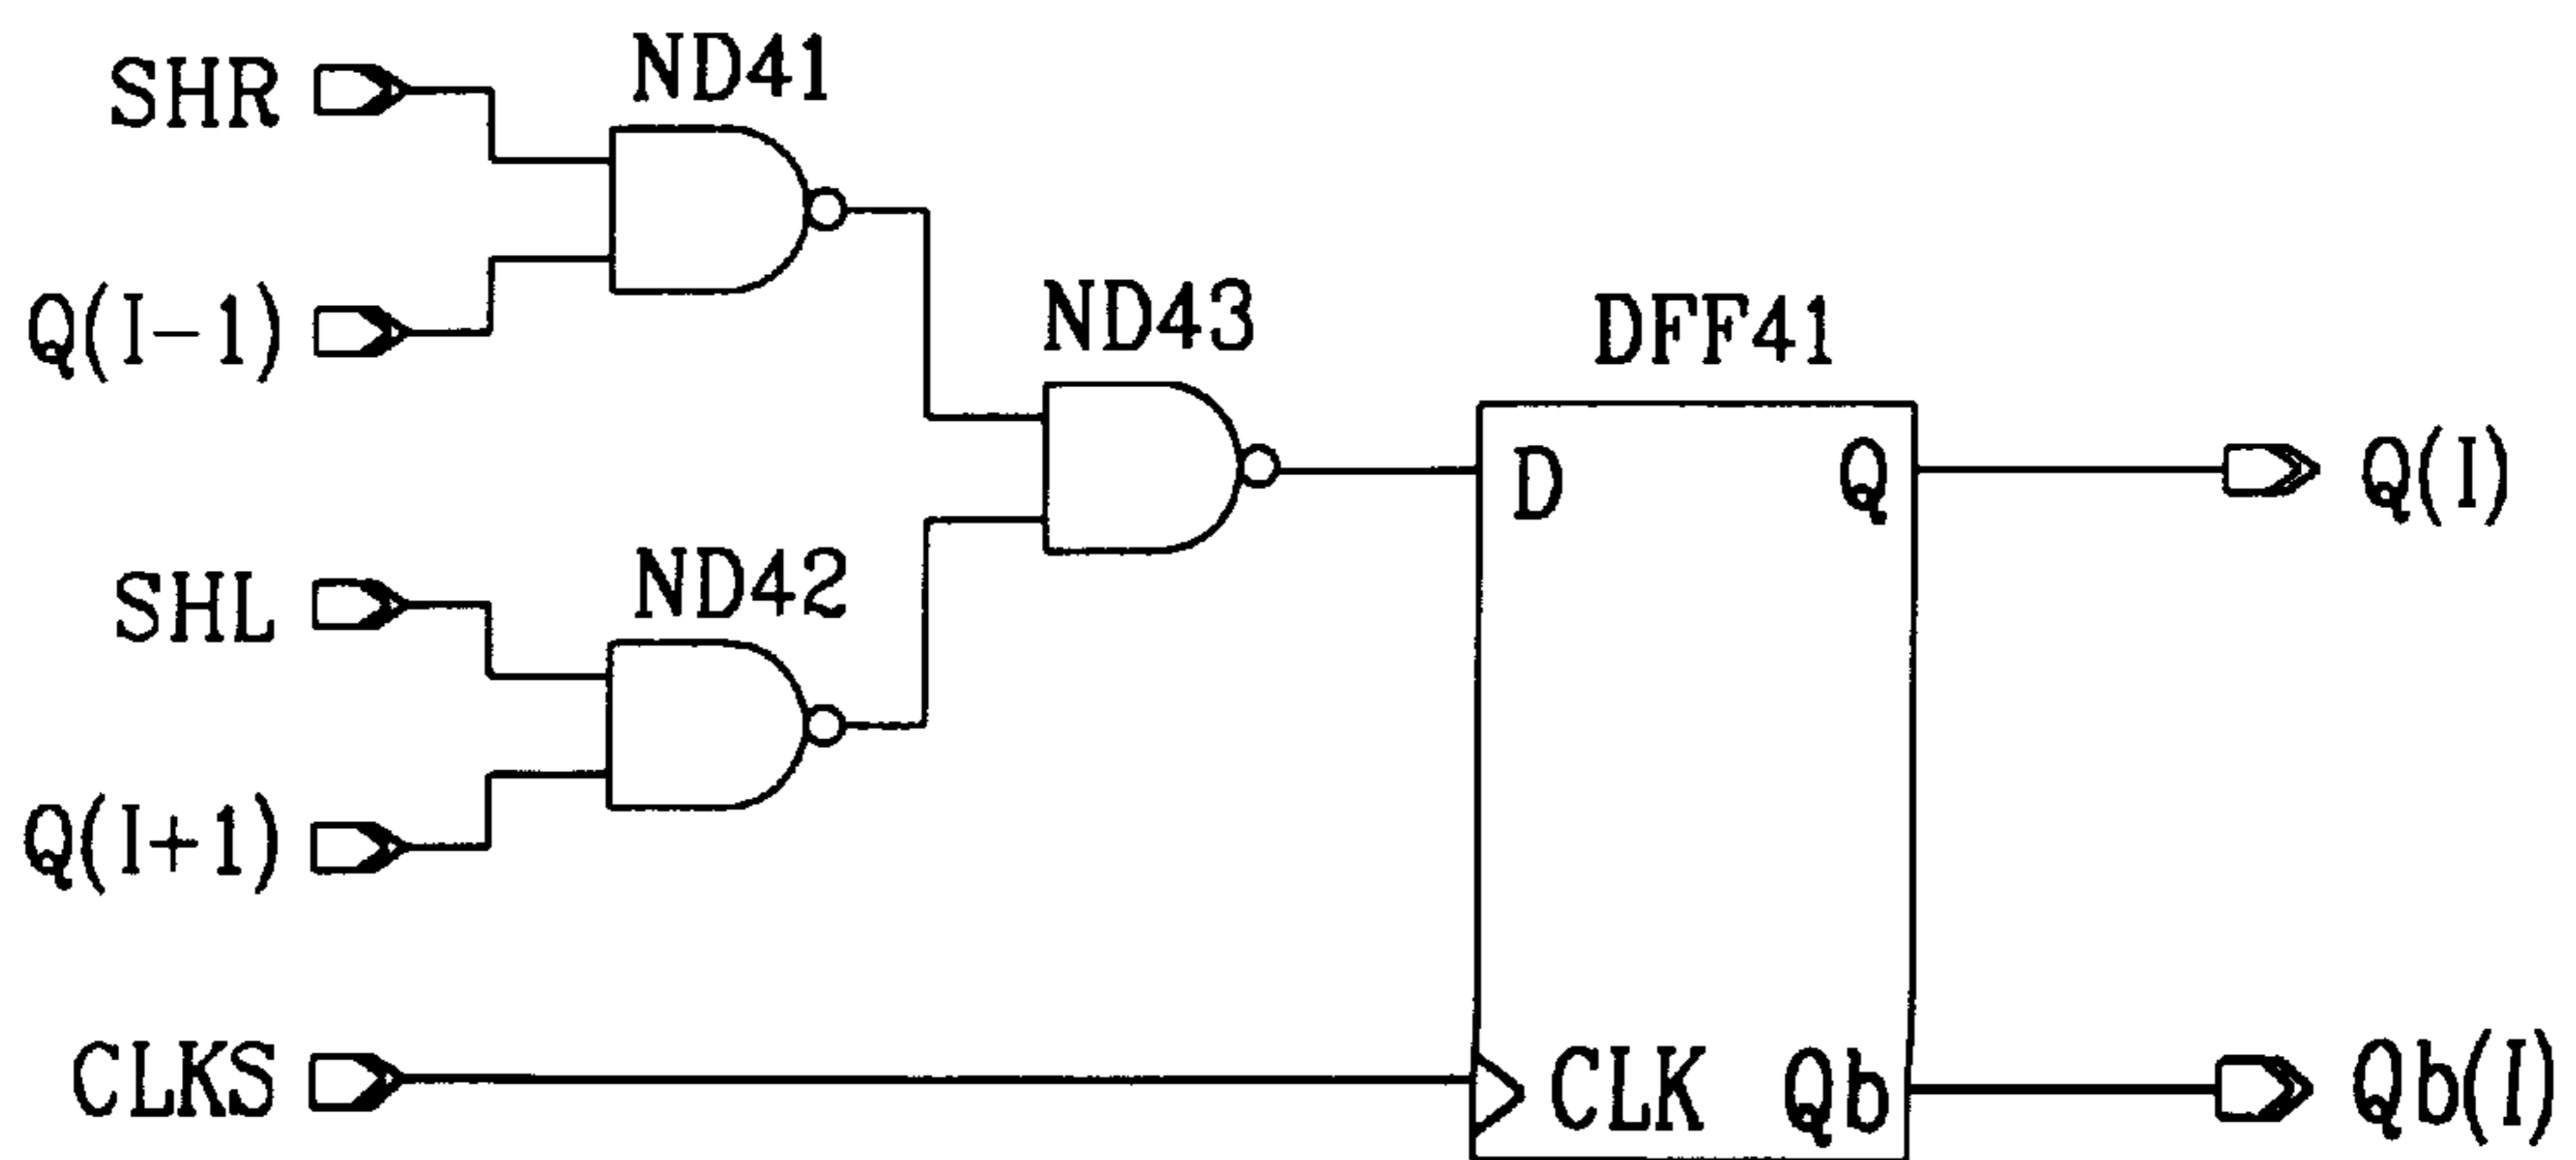 SHR
ND41
Q(I-1)
ND43
DFF41
D
Q
Q(I)
SHL
ND42
Q(I+1)
CLKS
CLK
Qb
Qb(I)